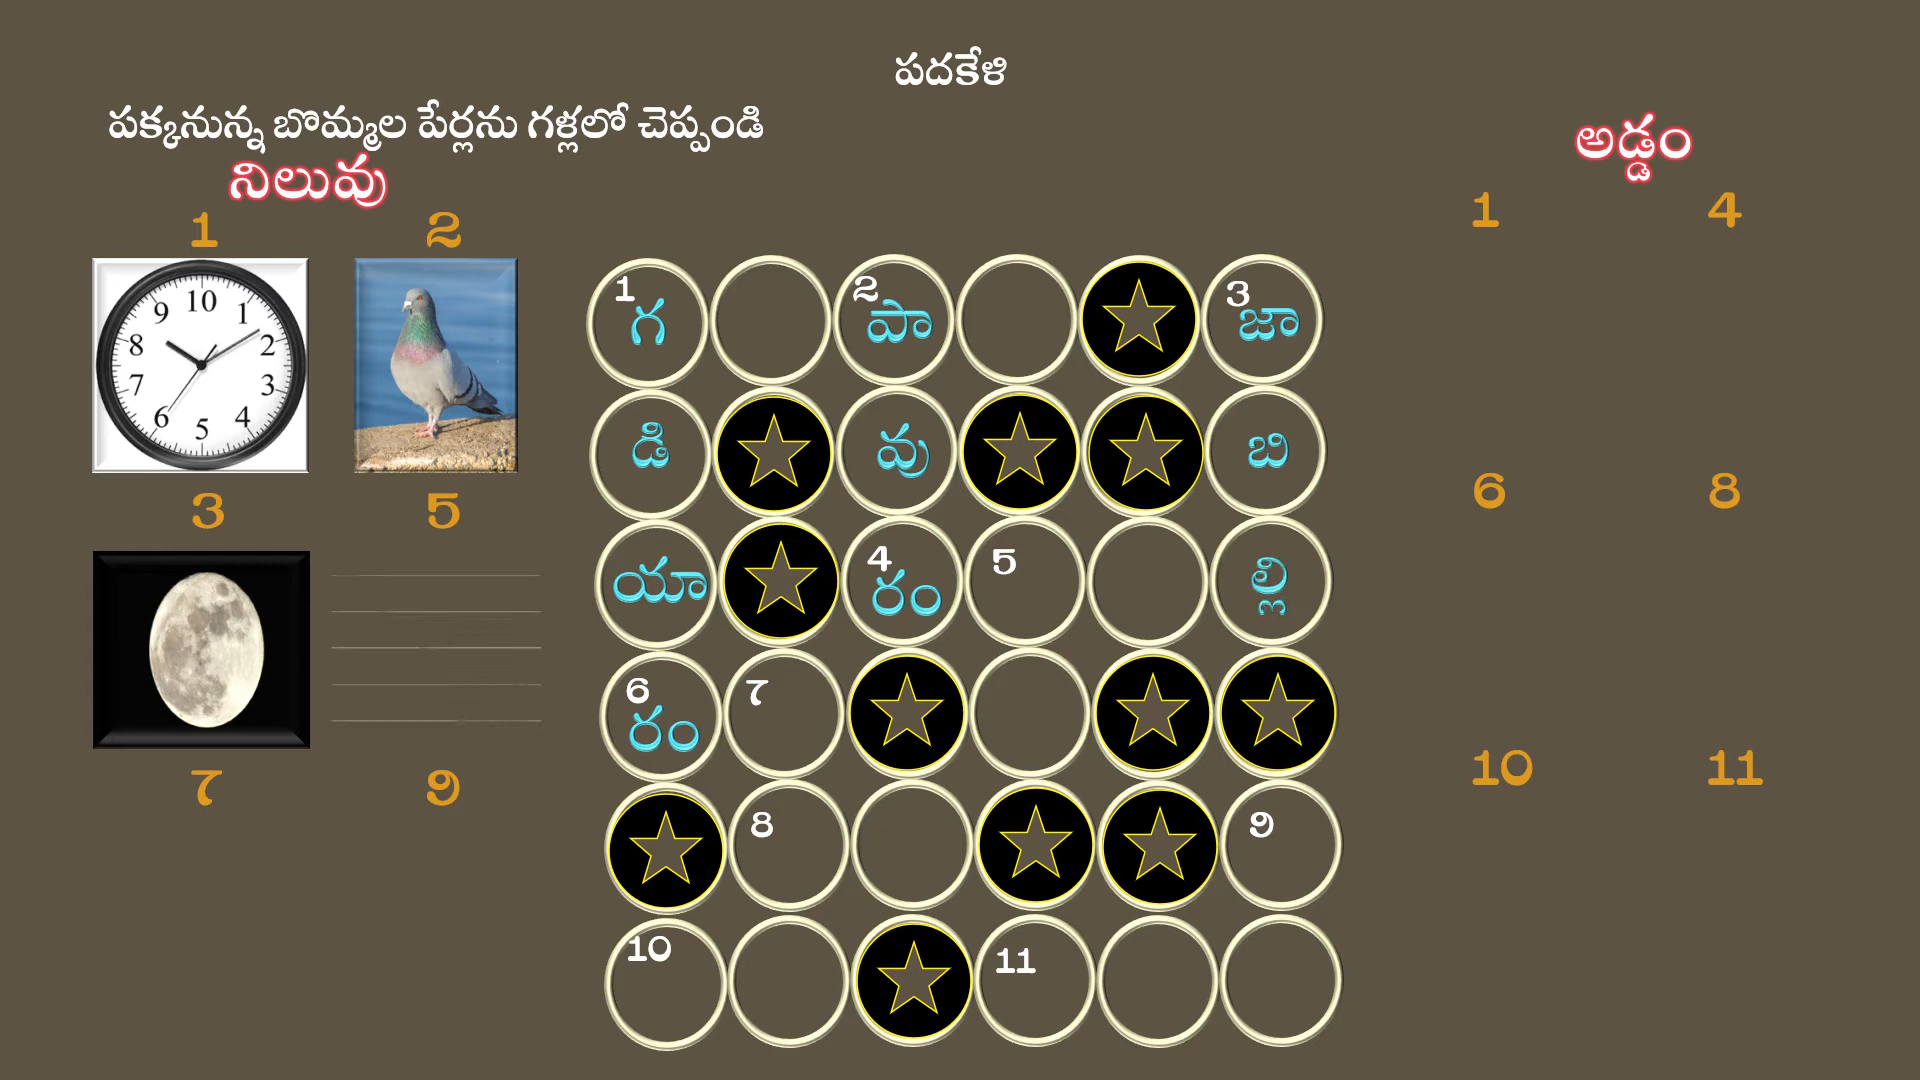 పదకేళి
పక్కనున్న బొమ్మల పేర్లను గళ్లలో చెప్పండి
నిలువు
అడ్డం
1 2
1 4
10 1 2 3 4 5 6 7 8 9
3 5
6 8
7 9
10 11
1 గ 2 పా 3 జా
డి వు బి
యా 4 రం 5 ల్లి
6 రం 7
8 9
10 11